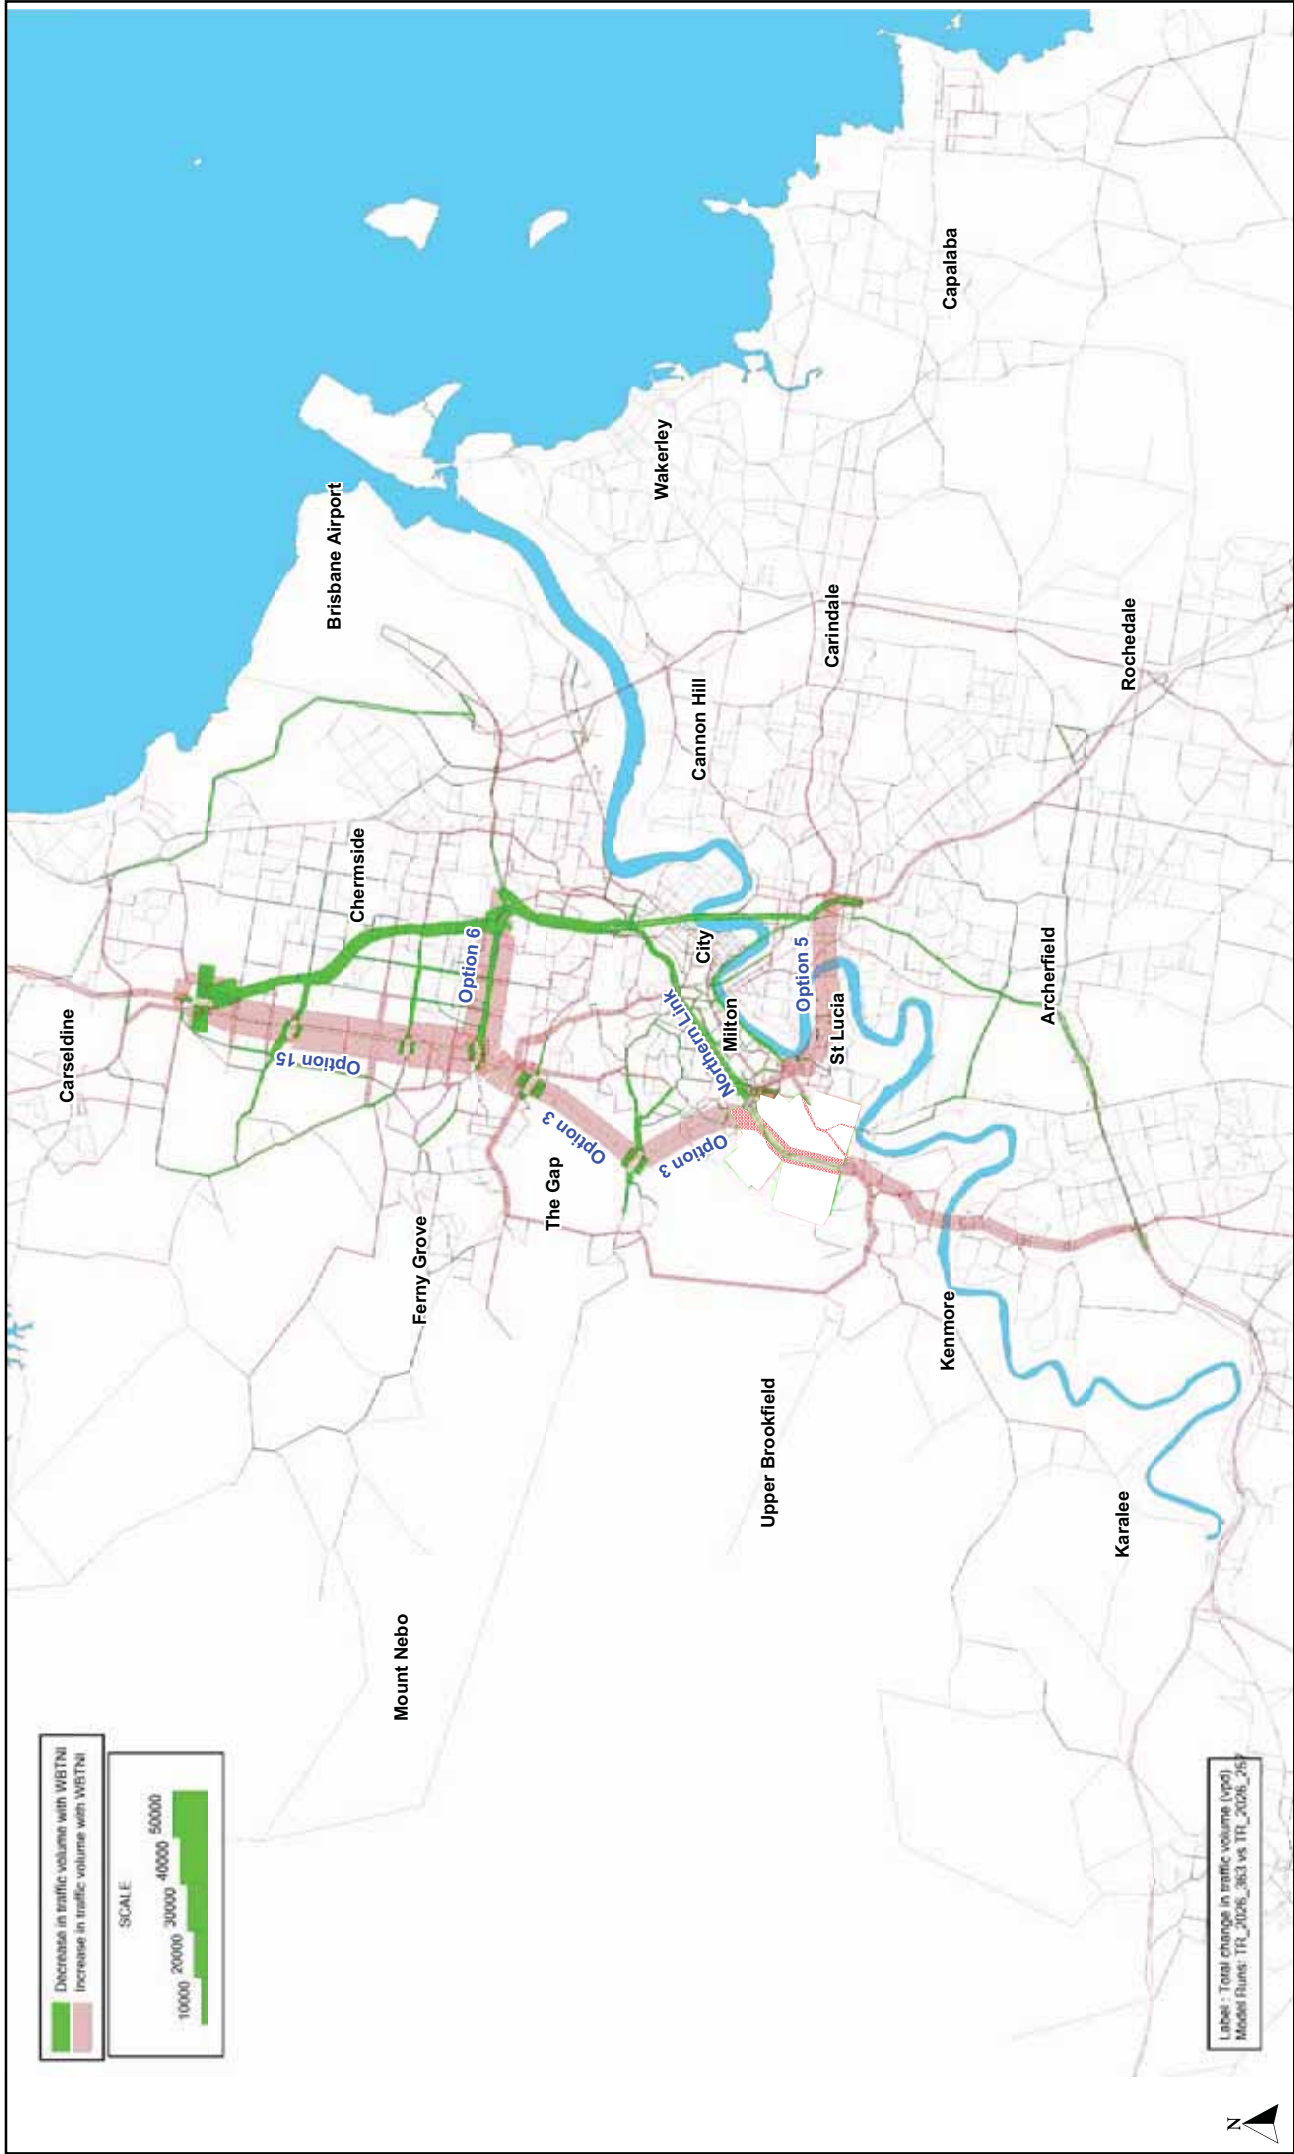 Decrease in traffic volume with WBTNI
Increase in traffic volume with WBTNI
SCALE
10000 20000 30000 40000 50000
Carseldine
Brisbane Airport
Chermside
Option 15
Option 6
Ferny Grove
Option 3
The Gap
Option 3
Mount Nebo
Wakerley
Cannon Hill
City
Northern Link
Milton
Option 5
St Lucia
Carindale
Capalaba
Upper Brookfield
Kenmore
Archerfield
Rochedale
Karalee
Label : Total change in traffic volume (vpd)
Model Runs: TR_2026_363 vs TR_2026_257
N